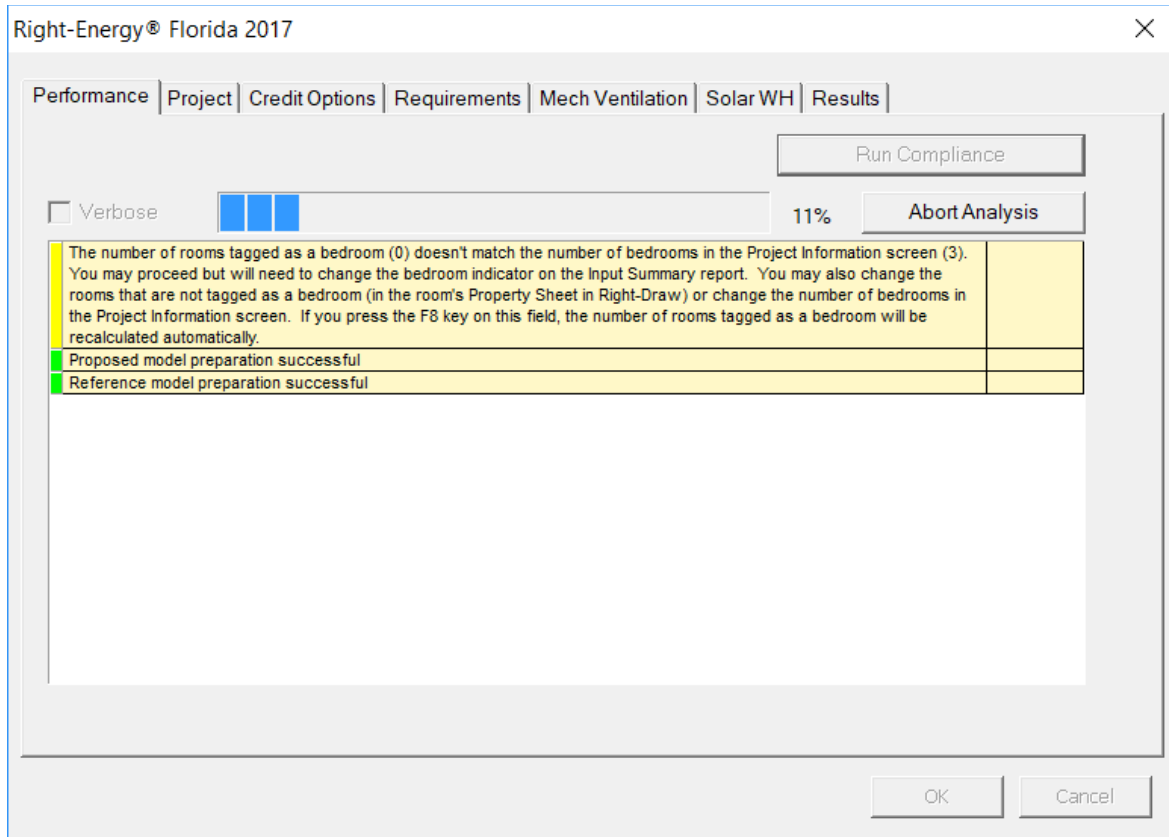 Right-Energy® Florida 2017
Performance Project Credit Options Requirements Mech Ventilation Solar WH Results
Run Compliance
Verbose 11% Abort Analysis
The number of rooms tagged as a bedroom (0) doesn't match the number of bedrooms in the Project Information screen (3).
You may proceed but will need to change the bedroom indicator on the Input Summary report. You may also change the
rooms that are not tagged as a bedroom (in the room's Property Sheet in Right-Draw) or change the number of bedrooms in
the Project Information screen. If you press the F8 key on this field, the number of rooms tagged as a bedroom will be
recalculated automatically.
Proposed model preparation successful
Reference model preparation successful
OK Cancel